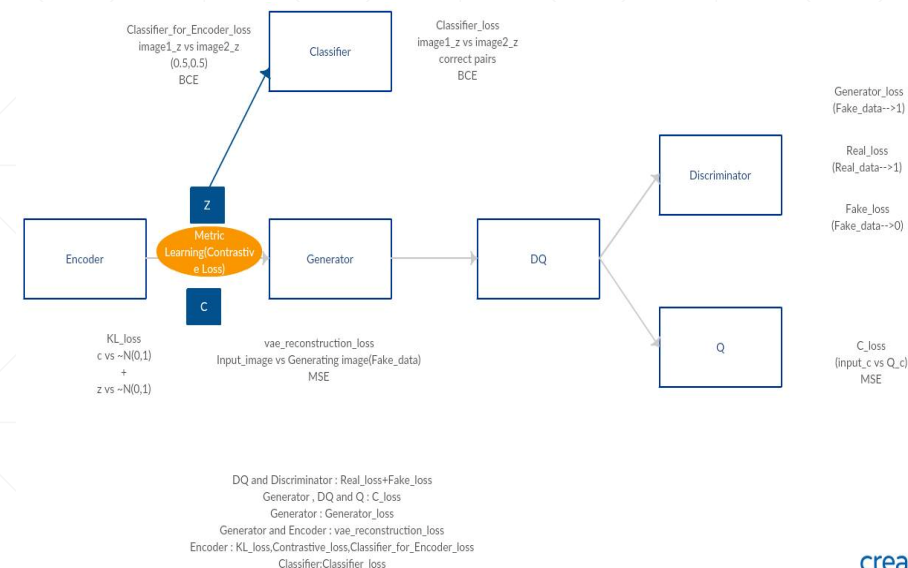 Classifier_for_Encoder_loss
image1_z vs image2_z
(0.5,0.5)
BCE
Classifier
Classifier_loss
image1_z vs image2_z
correct pairs
BCE
Generator_loss
(Fake_data-->1)
Real_loss
(Real_data-->1)
Fake_loss
(Fake_data-->0)
Discriminator
Z
Metric
Learning(Contrastiv
e Loss)
Encoder
Generator
DQ
C
KL_loss
c vs ~N(0,1)
+
z vs ~N(0,1)
vae_reconstruction_loss
Input_image vs Generating image(Fake_data)
MSE
Q
C_loss
(input_c vs Q_c)
MSE
DQ and Discriminator : Real_loss+Fake_loss
Generator , DQ and Q : C_loss
Generator : Generator_loss
Generator and Encoder : vae_reconstruction_loss
Encoder : KL_loss,Contrastive_loss,Classifier_for_Encoder_loss
Classifier:Classifier_loss
crea